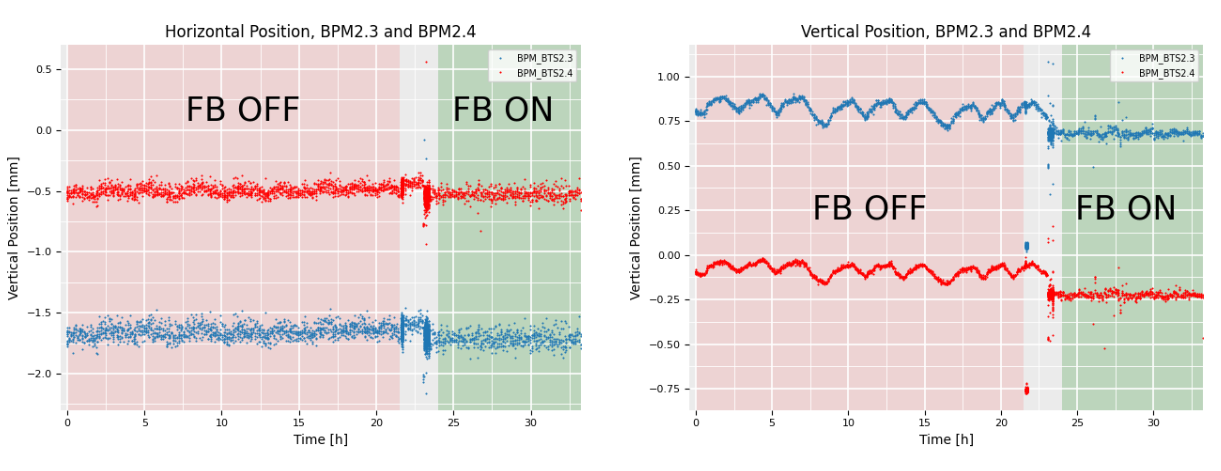 Horizontal Position, BPM2.3 and BPM2.4
BPM_BTS2.3
BPM_BTS2.4
FB OFF
FB ON
0.5
0.0
−0.5
−1.0
−1.5
−2.0
Vertical Position [mm]
0
5
10
15
20
25
30
Time [h]
Vertical Position, BPM2.3 and BPM2.4
BPM_BTS2.3
BPM_BTS2.4
FB OFF
FB ON
1.00
0.75
0.50
0.25
0.00
−0.25
−0.50
−0.75
Vertical Position [mm]
0
5
10
15
20
25
30
Time [h]